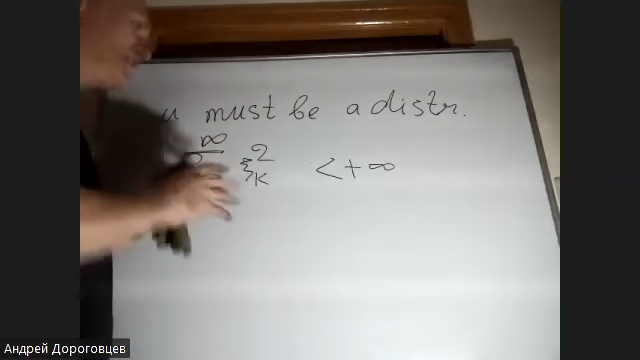 u must be a distr.
∞
ξ²ₖ < +∞
Андрей Дороговцев